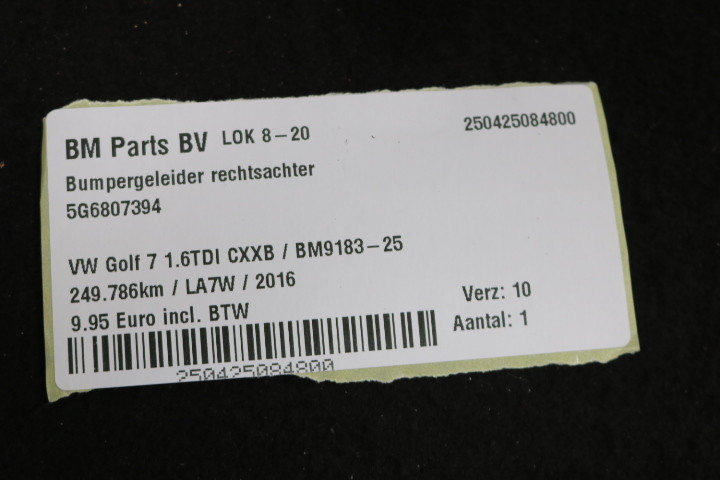 BM Parts BV LOK 8-20 250425084800
Bumpergeleider rechtsachter
5G6807394
VW Golf 7 1.6TDI CXXB / BM9183-25
249.786km / LA7W / 2016
9.95 Euro incl. BTW
Verz: 10
Aantal: 1
250425084800